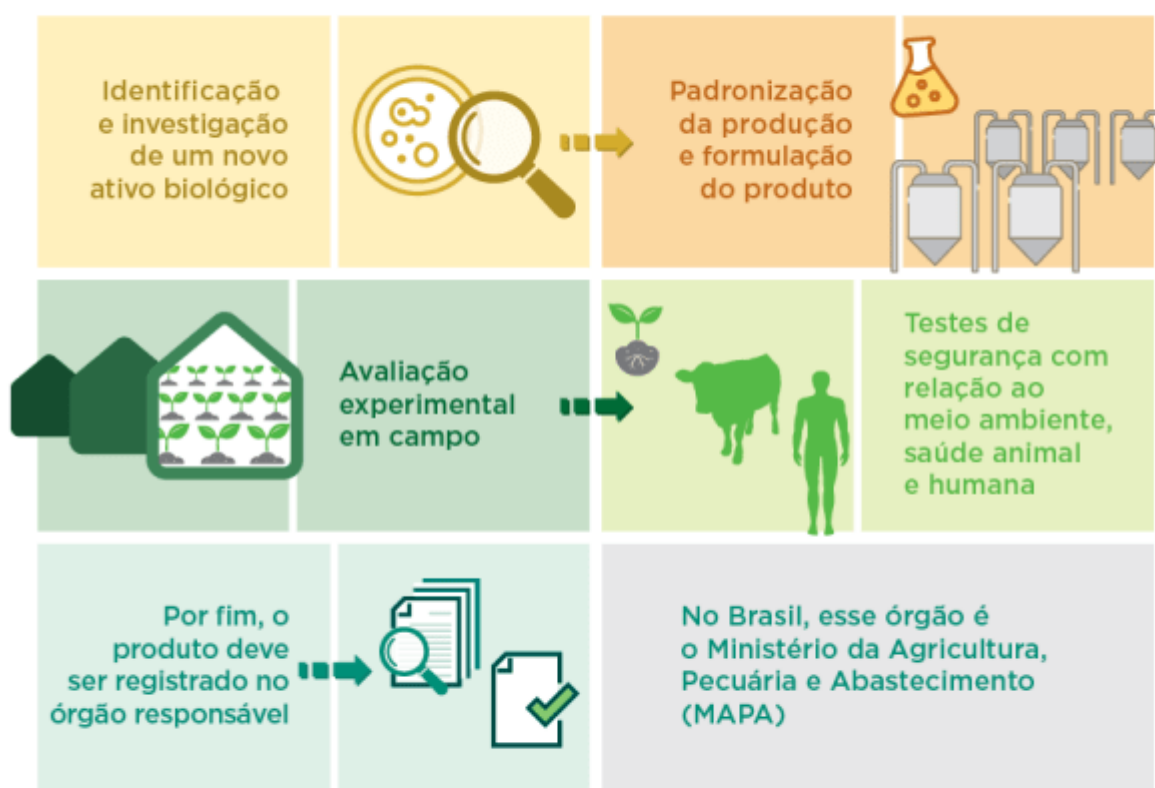 Identificação
e investigação
de um novo
ativo biológico
Padronização
da produção
e formulação
do produto
Avaliação
experimental
em campo
Testes de
segurança com
relação ao
meio ambiente,
saúde animal
e humana
Por fim, o
produto deve
ser registrado no
órgão responsável
No Brasil, esse órgão é
o Ministério da Agricultura,
Pecuária e Abastecimento
(MAPA)